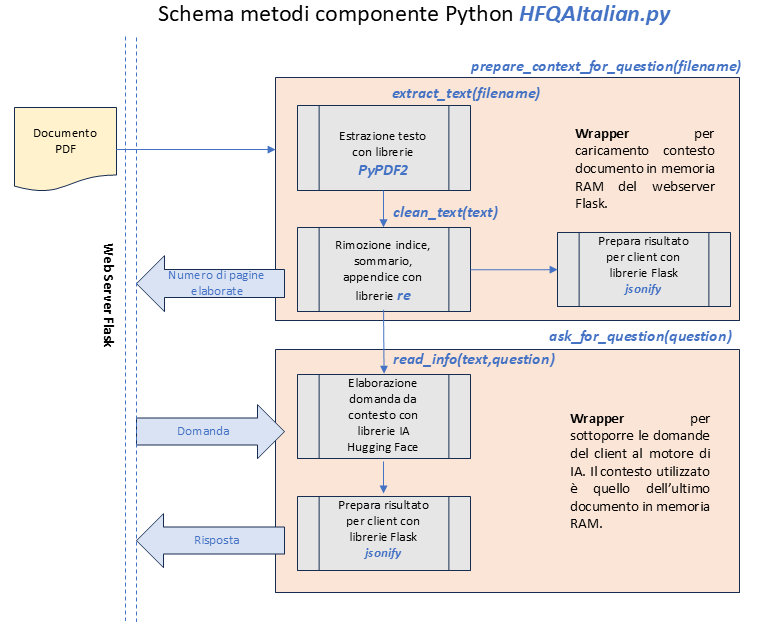 Schema metodi componente Python HFQAItalian.py
prepare_context_for_question(filename)
extract_text(filename)
Documento
PDF
Estrazione testo
con librerie
PyPDF2
Wrapper per
caricamento contesto
documento in memoria
RAM del webserver
Flask.
clean_text(text)
Rimozione indice,
sommario,
appendice con
librerie re
Prepara risultato
per client con
librerie Flask
jsonify
Numero di pagine
elaborate
Web Server Flask
ask_for_question(question)
read_info(text,question)
Elaborazione
domanda da
contesto con
librerie IA
Hugging Face
Domanda
Wrapper per
sottoporre le domande
del client al motore di
IA. Il contesto utilizzato
è quello dell'ultimo
documento in memoria
RAM.
Prepara risultato
per client con
librerie Flask
jsonify
Risposta